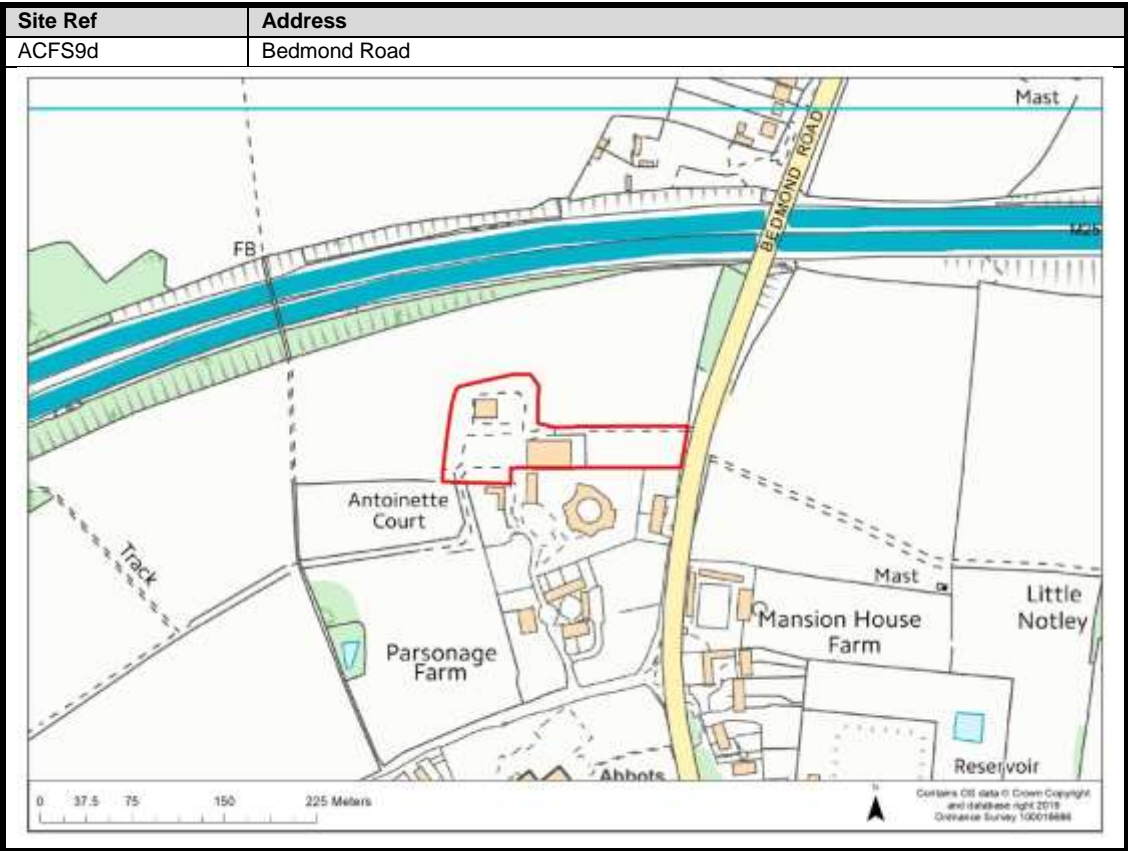 Site Ref Address
ACFS9d Bedmond Road
Mast
BEDMOND ROAD
M25
FB
Antoinette
Court
Track
Mast
Little
Notley
Mansion House
Farm
Parsonage
Farm
Reservoir
Abbots
0 37.5 75 150 225 Meters
N
Contains OS data © Crown Copyright
and database right 2019
Ordnance Survey 100018686